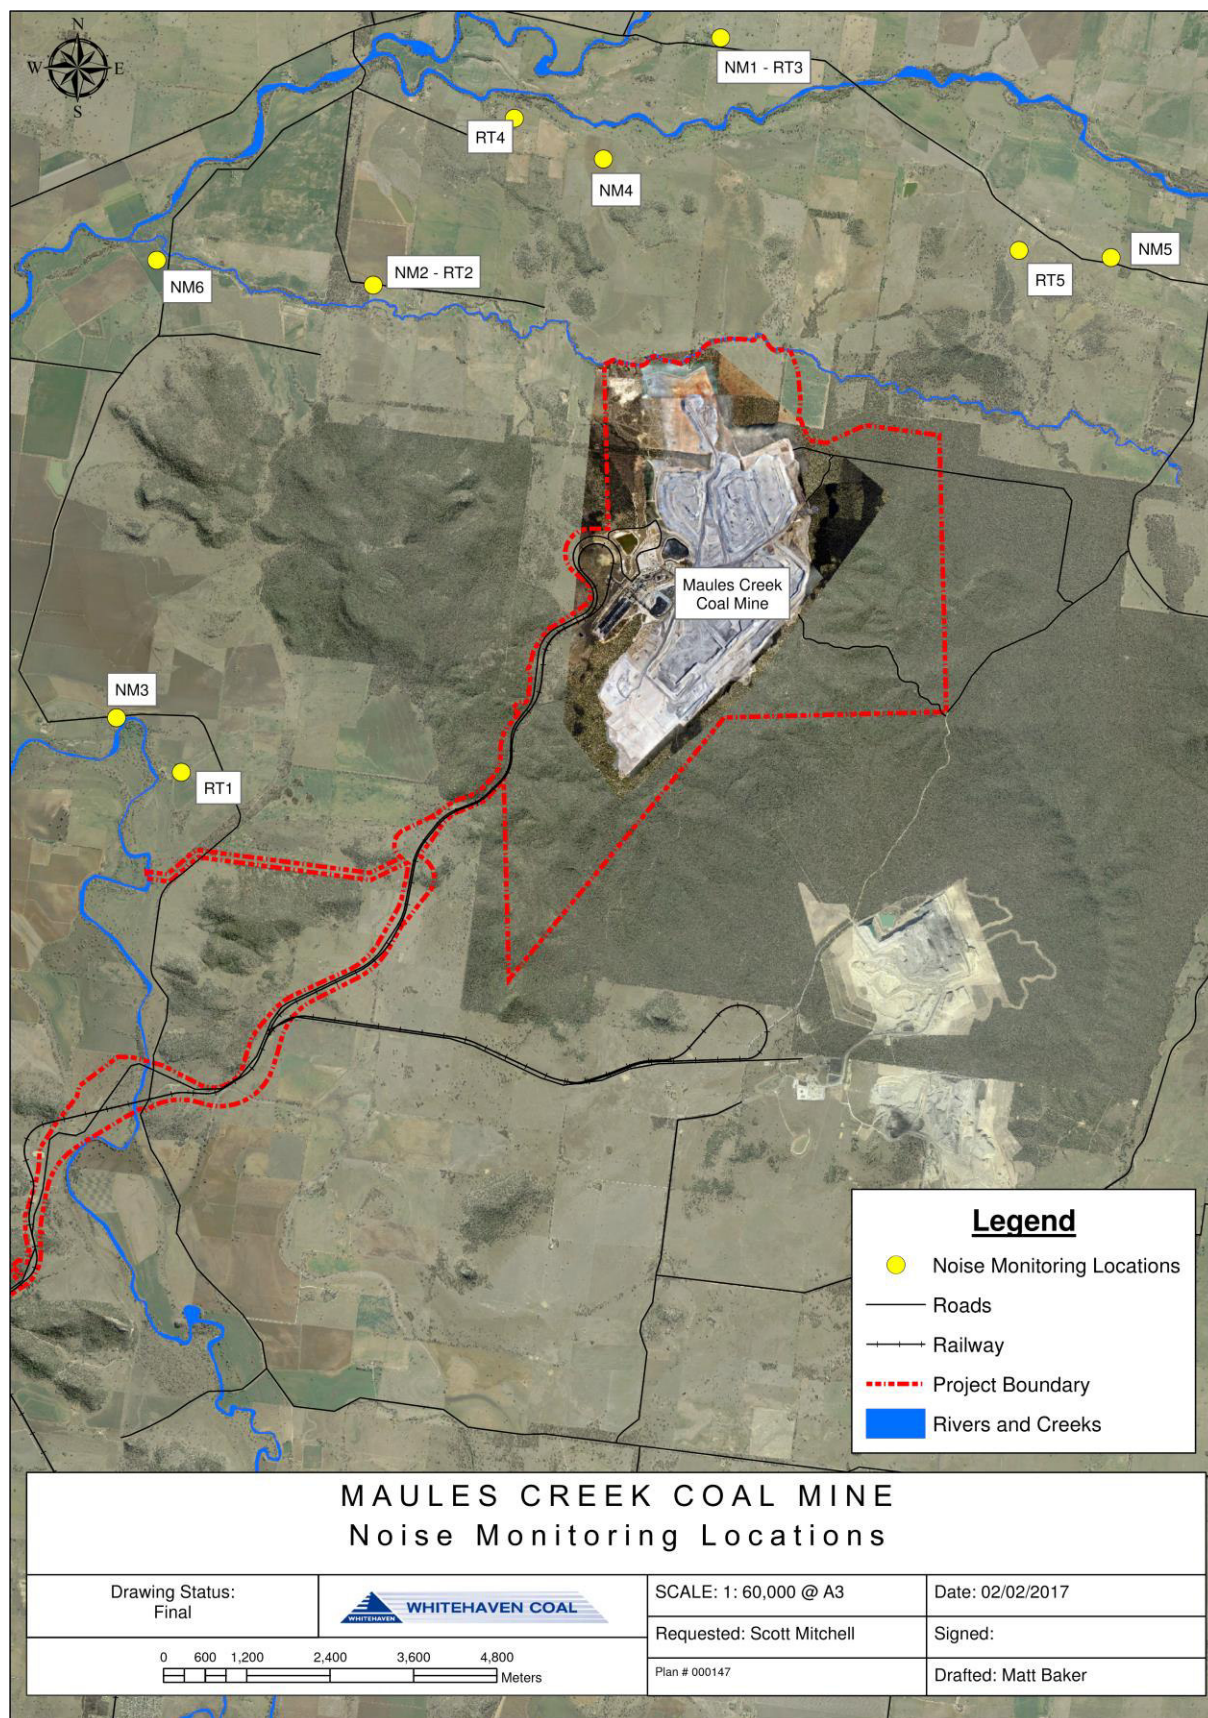 N
W E
S
NM1 - RT3
RT4
NM4
NM5
RT5
NM2 - RT2
NM6
Maules Creek
Coal Mine
NM3
RT1
Legend
Noise Monitoring Locations
Roads
Railway
Project Boundary
Rivers and Creeks
MAULES CREEK COAL MINE
Noise Monitoring Locations
Drawing Status:
Final
WHITEHAVEN
WHITEHAVEN COAL
SCALE: 1: 60,000 @ A3
Date: 02/02/2017
Requested: Scott Mitchell
Signed:
0 600 1,200 2,400 3,600 4,800
Meters
Plan # 000147
Drafted: Matt Baker